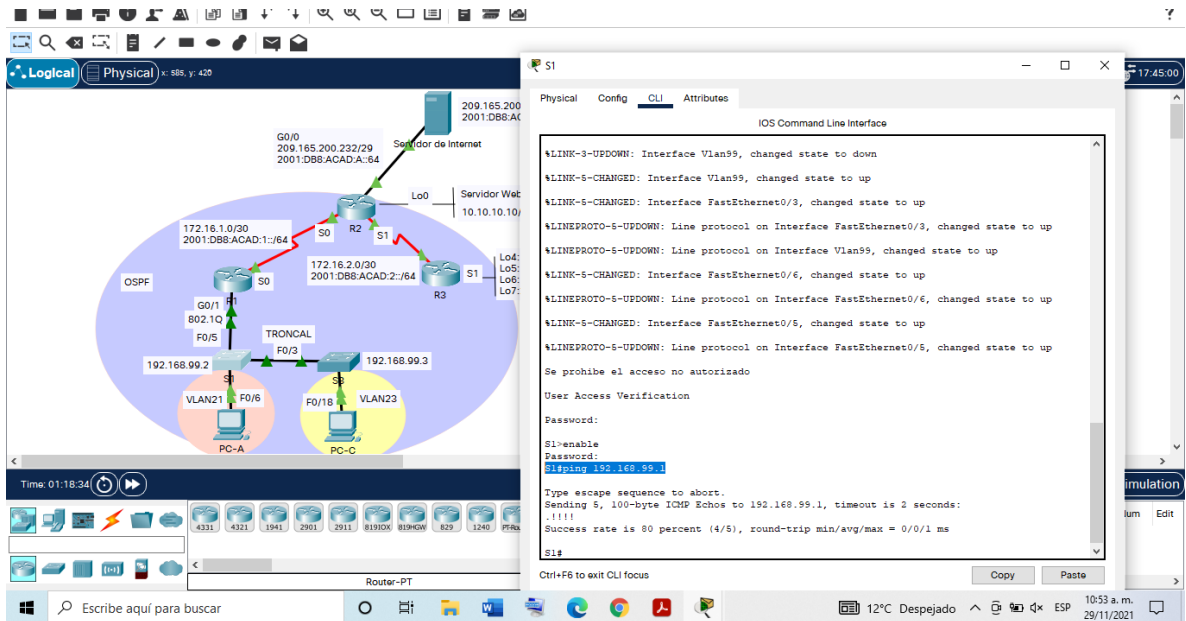 Logical
Physical
x: 585, y: 420
17:45:00
209.165.200
2001:DB8:AC
G0/0
209.165.200.232/29
2001:DB8:ACAD:A::64
Servidor de Internet
Lo0
Servidor Web
10.10.10.10/
172.16.1.0/30
2001:DB8:ACAD:1::/64
S0
R2
S1
172.16.2.0/30
2001:DB8:ACAD:2::/64
S1
Lo4:
Lo5:
Lo6:
Lo7:
R3
OSPF
S0
R1
G0/1
802.1Q
F0/5
TRONCAL
F0/3
192.168.99.2
192.168.99.3
S1
S3
VLAN21
F0/6
F0/18
VLAN23
PC-A
PC-C
Time: 01:18:34
imulation
4331
4321
1941
2901
2911
819IOX
819HGW
829
1240
PT-Rou
Router-PT
um
Edit
S1
Physical Config CLI Attributes
IOS Command Line Interface
%LINK-3-UPDOWN: Interface Vlan99, changed state to down
%LINK-5-CHANGED: Interface Vlan99, changed state to up
%LINK-5-CHANGED: Interface FastEthernet0/3, changed state to up
%LINEPROTO-5-UPDOWN: Line protocol on Interface FastEthernet0/3, changed state to up
%LINEPROTO-5-UPDOWN: Line protocol on Interface Vlan99, changed state to up
%LINK-5-CHANGED: Interface FastEthernet0/6, changed state to up
%LINEPROTO-5-UPDOWN: Line protocol on Interface FastEthernet0/6, changed state to up
%LINK-5-CHANGED: Interface FastEthernet0/5, changed state to up
%LINEPROTO-5-UPDOWN: Line protocol on Interface FastEthernet0/5, changed state to up
Se prohibe el acceso no autorizado
User Access Verification
Password:
S1>enable
Password:
S1#ping 192.168.99.1
Type escape sequence to abort.
Sending 5, 100-byte ICMP Echos to 192.168.99.1, timeout is 2 seconds:
.!!!!
Success rate is 80 percent (4/5), round-trip min/avg/max = 0/0/1 ms
S1#
Ctrl+F6 to exit CLI focus
Copy
Paste
Escribe aquí para buscar
12°C Despejado
ESP
10:53 a. m.
29/11/2021